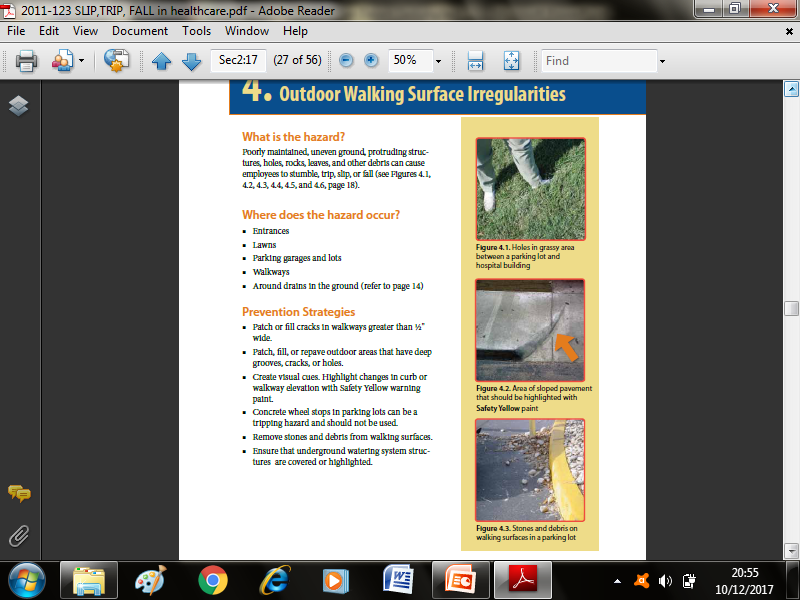 2011-123 SLIP,TRIP, FALL in healthcare.pdf - Adobe Reader
File Edit View Document Tools Window Help
Sec2:17 (27 of 56) 50% Find
4. Outdoor Walking Surface Irregularities
What is the hazard?
Poorly maintained, uneven ground, protruding struc-
tures, holes, rocks, leaves, and other debris can cause
employees to stumble, trip, slip, or fall (see Figures 4.1,
4.2, 4.3, 4.4, 4.5, and 4.6, page 18).
Where does the hazard occur?
▪ Entrances
▪ Lawns
▪ Parking garages and lots
▪ Walkways
▪ Around drains in the ground (refer to page 14)
Prevention Strategies
▪ Patch or fill cracks in walkways greater than ½"
wide.
▪ Patch, fill, or repave outdoor areas that have deep
grooves, cracks, or holes.
▪ Create visual cues. Highlight changes in curb or
walkway elevation with Safety Yellow warning
paint.
▪ Concrete wheel stops in parking lots can be a
tripping hazard and should not be used.
▪ Remove stones and debris from walking surfaces.
▪ Ensure that underground watering system struc-
tures are covered or highlighted.
Figure 4.1. Holes in grassy area
between a parking lot and
hospital building
Figure 4.2. Area of sloped pavement
that should be highlighted with
Safety Yellow paint
Figure 4.3. Stones and debris on
walking surfaces in a parking lot
20:55
10/12/2017